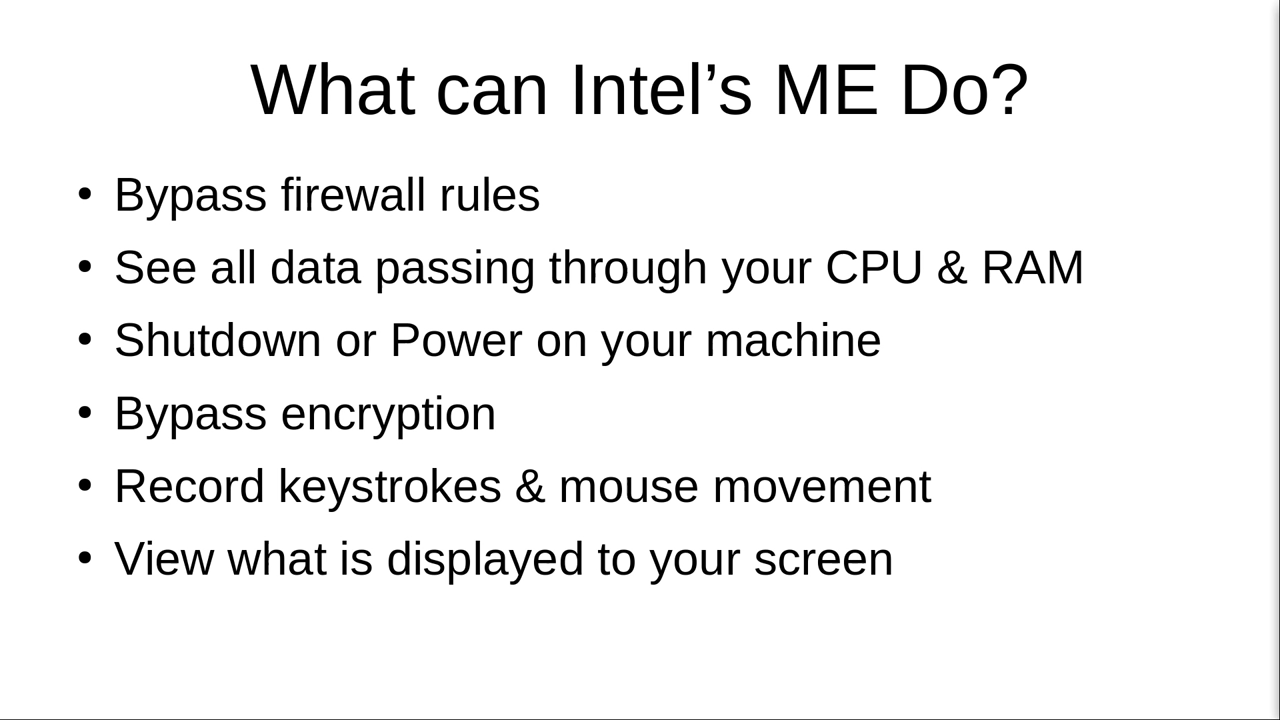 What can Intel’s ME Do?
• Bypass firewall rules
• See all data passing through your CPU & RAM
• Shutdown or Power on your machine
• Bypass encryption
• Record keystrokes & mouse movement
• View what is displayed to your screen